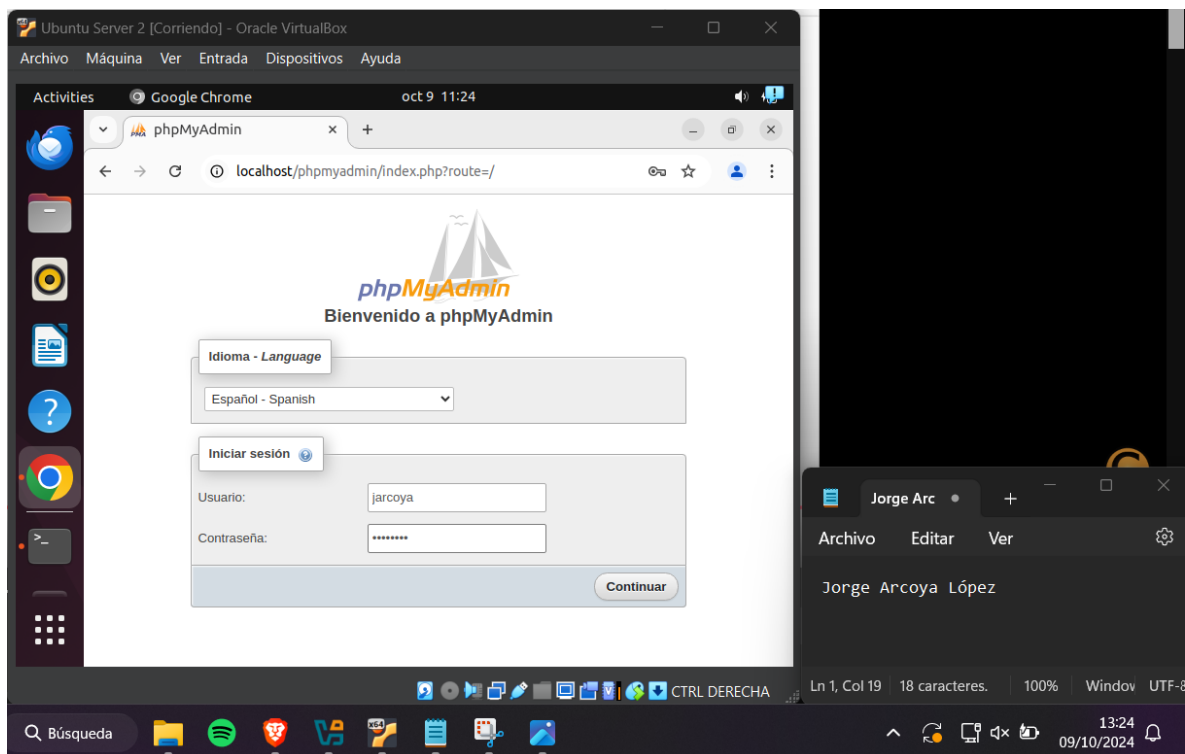 Ubuntu Server 2 [Corriendo] - Oracle VirtualBox
Archivo Máquina Ver Entrada Dispositivos Ayuda
Activities Google Chrome oct 9 11:24
phpMyAdmin
localhost/phpmyadmin/index.php?route=/
phpMyAdmin
Bienvenido a phpMyAdmin
Idioma - Language
Español - Spanish
Iniciar sesión
Usuario: jarcoya
Contraseña: ••••••••
Continuar
CTRL DERECHA
Jorge Arc
Archivo Editar Ver
Jorge Arcoya López
Ln 1, Col 19 18 caracteres. 100% Window UTF-8
Búsqueda
13:24
09/10/2024